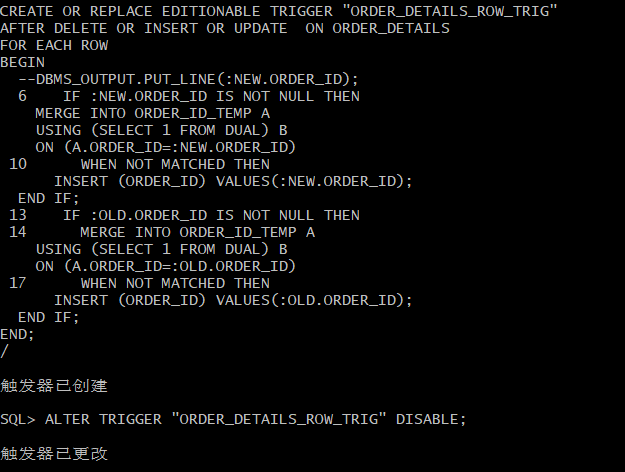 CREATE OR REPLACE EDITIONABLE TRIGGER "ORDER_DETAILS_ROW_TRIG"
AFTER DELETE OR INSERT OR UPDATE  ON ORDER_DETAILS
FOR EACH ROW
BEGIN
  --DBMS_OUTPUT.PUT_LINE(:NEW.ORDER_ID);
  6    IF :NEW.ORDER_ID IS NOT NULL THEN
    MERGE INTO ORDER_ID_TEMP A
    USING (SELECT 1 FROM DUAL) B
    ON (A.ORDER_ID=:NEW.ORDER_ID)
 10      WHEN NOT MATCHED THEN
      INSERT (ORDER_ID) VALUES(:NEW.ORDER_ID);
  END IF;
 13    IF :OLD.ORDER_ID IS NOT NULL THEN
 14      MERGE INTO ORDER_ID_TEMP A
    USING (SELECT 1 FROM DUAL) B
    ON (A.ORDER_ID=:OLD.ORDER_ID)
 17      WHEN NOT MATCHED THEN
      INSERT (ORDER_ID) VALUES(:OLD.ORDER_ID);
  END IF;
END;
/
触发器已创建
SQL> ALTER TRIGGER "ORDER_DETAILS_ROW_TRIG" DISABLE;
触发器已更改